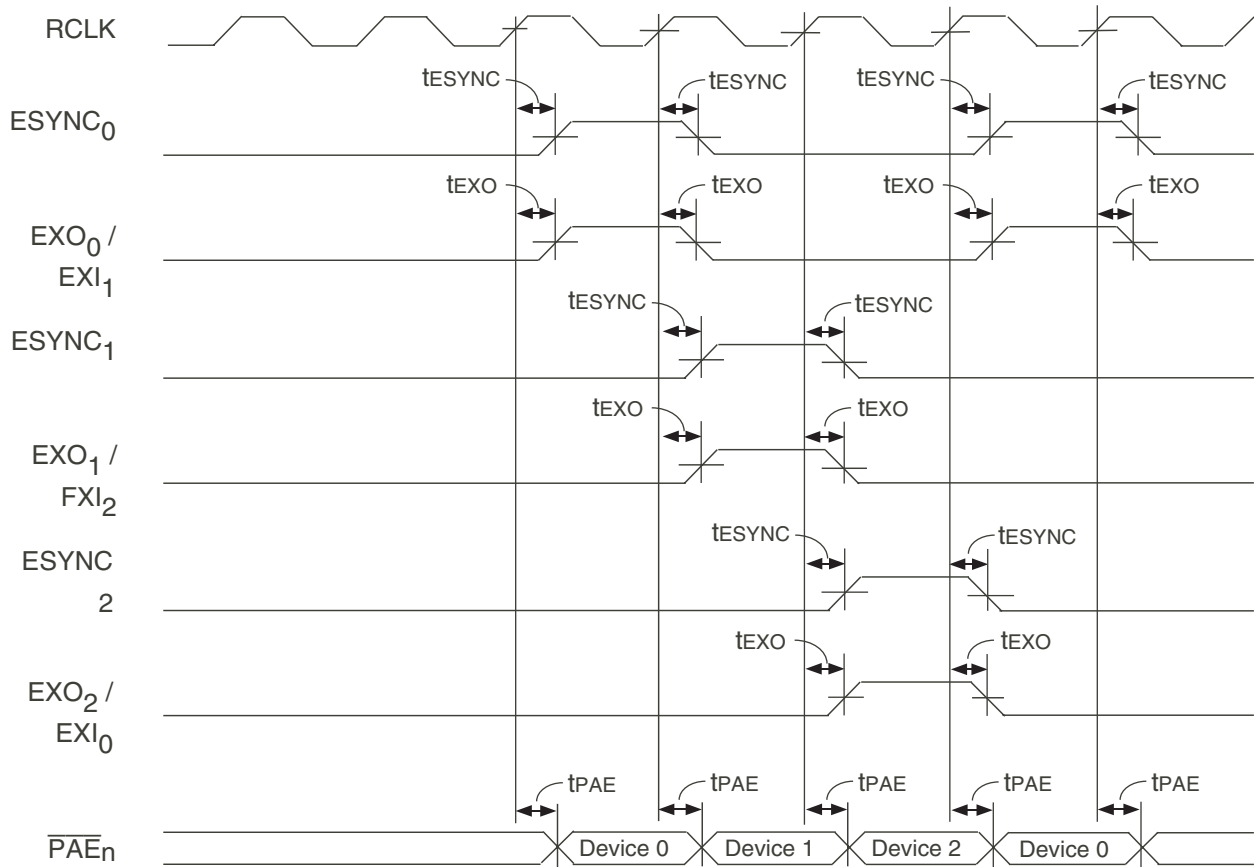 RCLK
tESYNC tESYNC tESYNC tESYNC
ESYNC0
tEXO tEXO tEXO tEXO
EXO0 /
EXI1
tESYNC tESYNC
ESYNC1
tEXO tEXO
EXO1 /
FXI2
tESYNC tESYNC
ESYNC
2
tEXO tEXO
EXO2 /
EXI0
tPAE tPAE tPAE tPAE tPAE
PAEn Device 0 Device 1 Device 2 Device 0